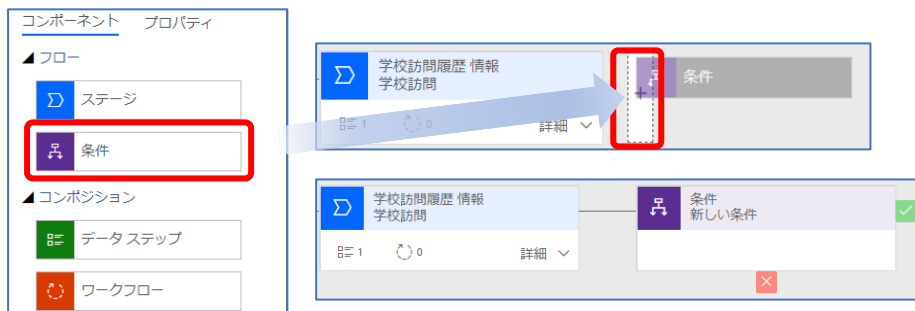 コンポーネント プロパティ
フロー
ステージ
条件
コンポジション
データ ステップ
ワークフロー
学校訪問履歴 情報
学校訪問
1 0 詳細
条件
学校訪問履歴 情報
学校訪問
1 0 詳細
条件
新しい条件